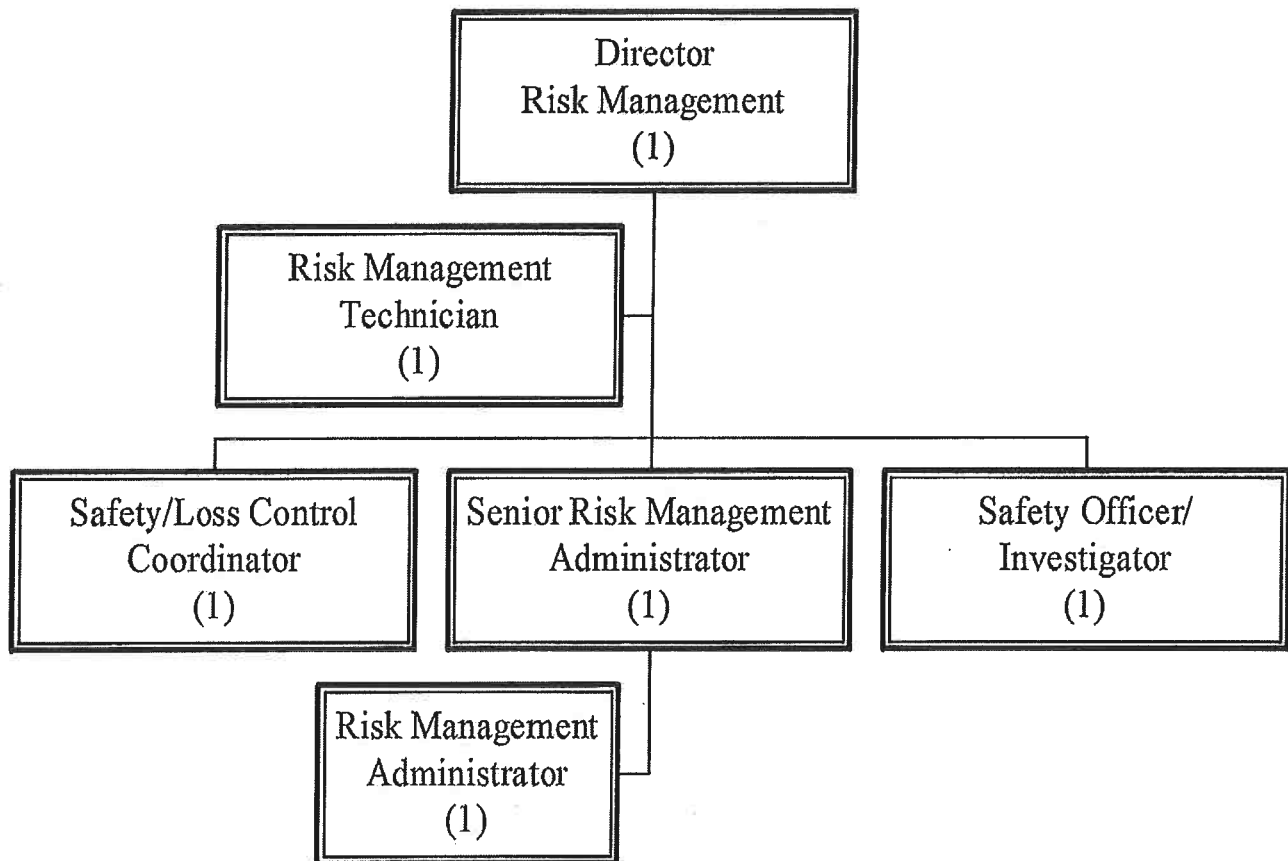 Director
Risk Management
(1)
Risk Management
Technician
(1)
Safety/Loss Control
Coordinator
(1)
Senior Risk Management
Administrator
(1)
Safety Officer/
Investigator
(1)
Risk Management
Administrator
(1)